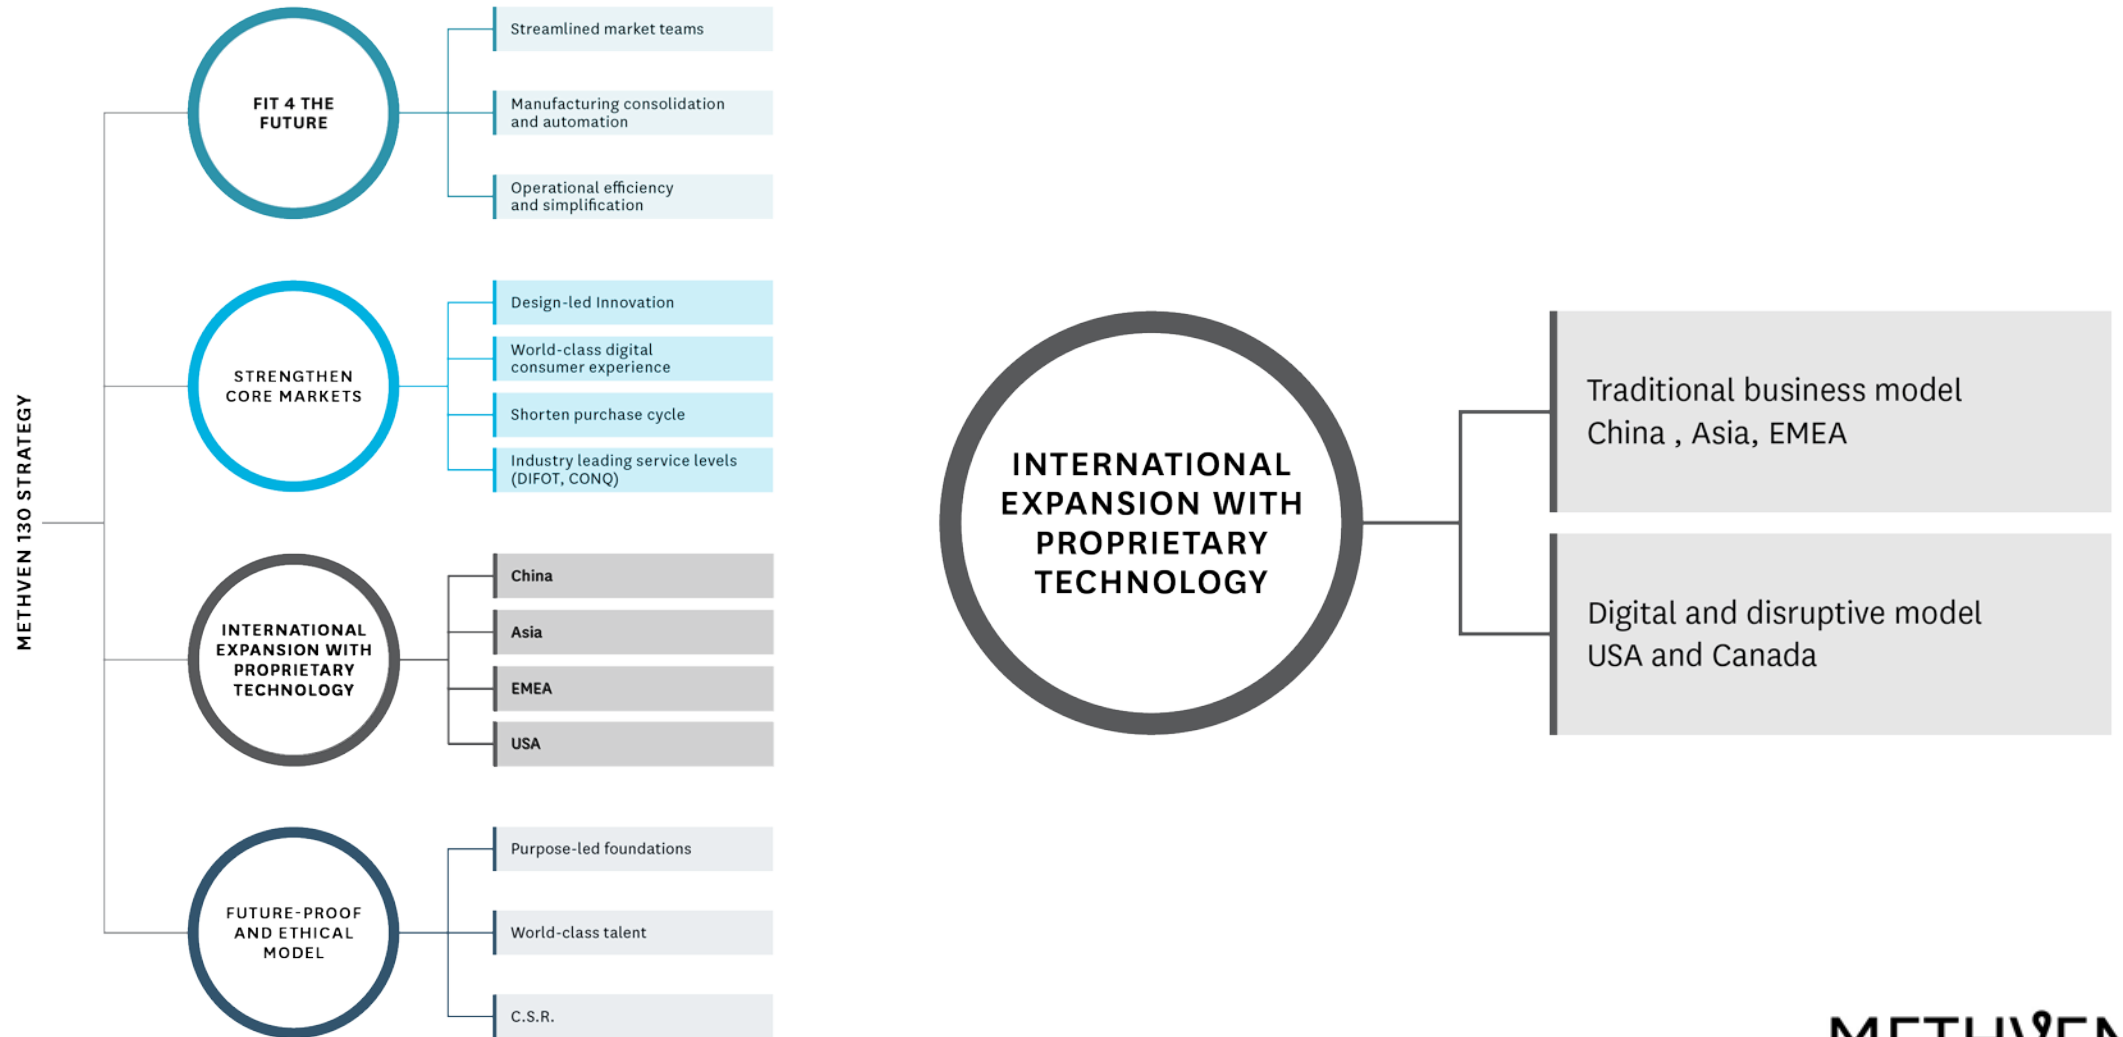 METHVEN 130 STRATEGY
FIT 4 THE
FUTURE
Streamlined market teams
Manufacturing consolidation
and automation
Operational efficiency
and simplification
STRENGTHEN
CORE MARKETS
Design-led Innovation
World-class digital
consumer experience
Shorten purchase cycle
Industry leading service levels
(DIFOT, CONQ)
INTERNATIONAL
EXPANSION WITH
PROPRIETARY
TECHNOLOGY
China
Asia
EMEA
USA
FUTURE-PROOF
AND ETHICAL
MODEL
Purpose-led foundations
World-class talent
C.S.R.
INTERNATIONAL
EXPANSION WITH
PROPRIETARY
TECHNOLOGY
Traditional business model
China , Asia, EMEA
Digital and disruptive model
USA and Canada
METHVEN